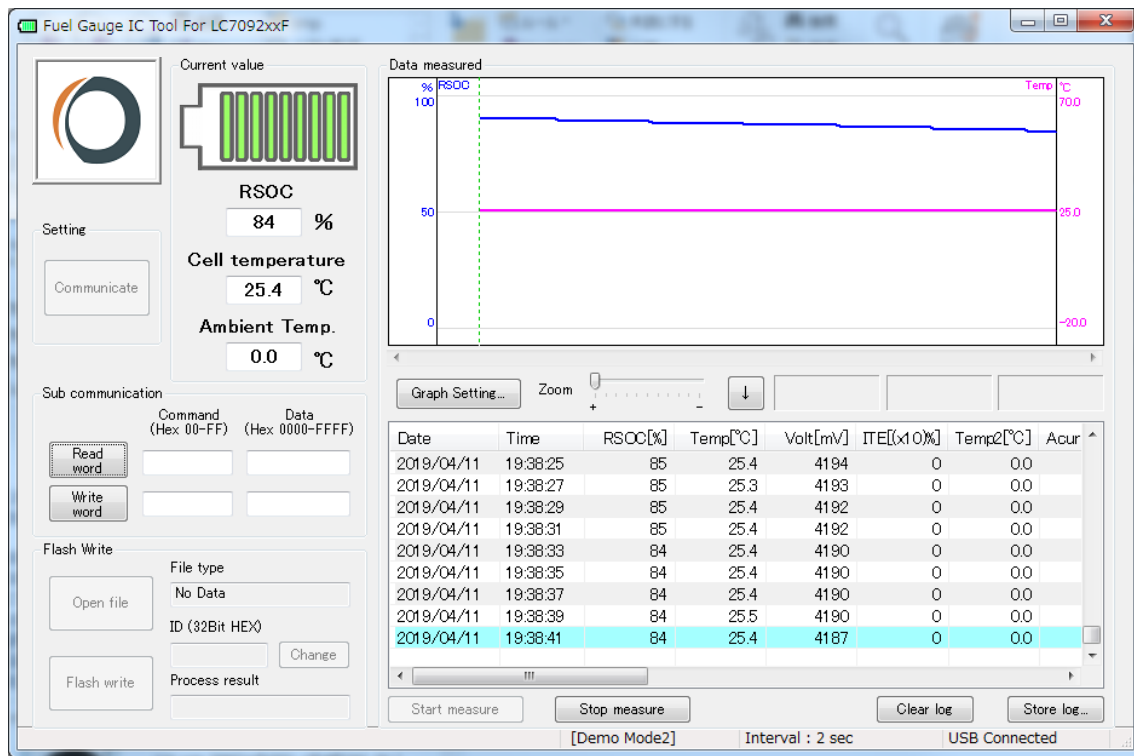 Fuel Gauge IC Tool For LC7092xxF
Current value
RSOC
84 %
Cell temperature
25.4 ℃
Ambient Temp.
0.0 ℃
Setting
Communicate
Sub communication
Command Data
(Hex 00-FF) (Hex 0000-FFFF)
Read
word
Write
word
Flash Write
Open file
File type
No Data
ID (32Bit HEX)
Change
Flash write
Process result
Data measured
% RSOC Temp ℃
100 70.0
50 25.0
0 -20.0
Graph Setting... Zoom + - ↓
Date Time RSOC[%] Temp[℃] Volt[mV] ITE[(x10)%] Temp2[℃] Acur
2019/04/11 19:38:25 85 25.4 4194 0 0.0
2019/04/11 19:38:27 85 25.3 4193 0 0.0
2019/04/11 19:38:29 85 25.4 4192 0 0.0
2019/04/11 19:38:31 85 25.4 4192 0 0.0
2019/04/11 19:38:33 84 25.4 4190 0 0.0
2019/04/11 19:38:35 84 25.4 4190 0 0.0
2019/04/11 19:38:37 84 25.4 4190 0 0.0
2019/04/11 19:38:39 84 25.5 4190 0 0.0
2019/04/11 19:38:41 84 25.4 4187 0 0.0
Start measure Stop measure Clear log Store log...
[Demo Mode2] Interval : 2 sec USB Connected